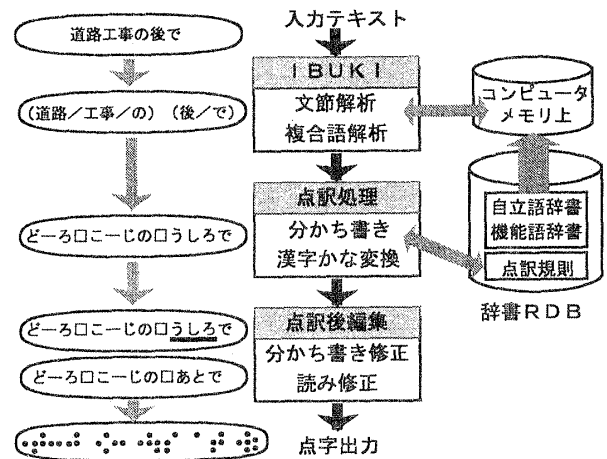 入力テキスト
道路工事の後で
ＩＢＵＫＩ
文節解析
複合語解析
コンピュータ
メモリ上
(道路／工事／の) (後／で)
点訳処理
分かち書き
漢字かな変換
自立語辞書
機能語辞書
点訳規則
辞書ＲＤＢ
どーろ□こーじの□うしろで
点訳後編集
分かち書き修正
読み修正
どーろ□こーじの□うしろで
どーろ□こーじの□あとで
点字出力